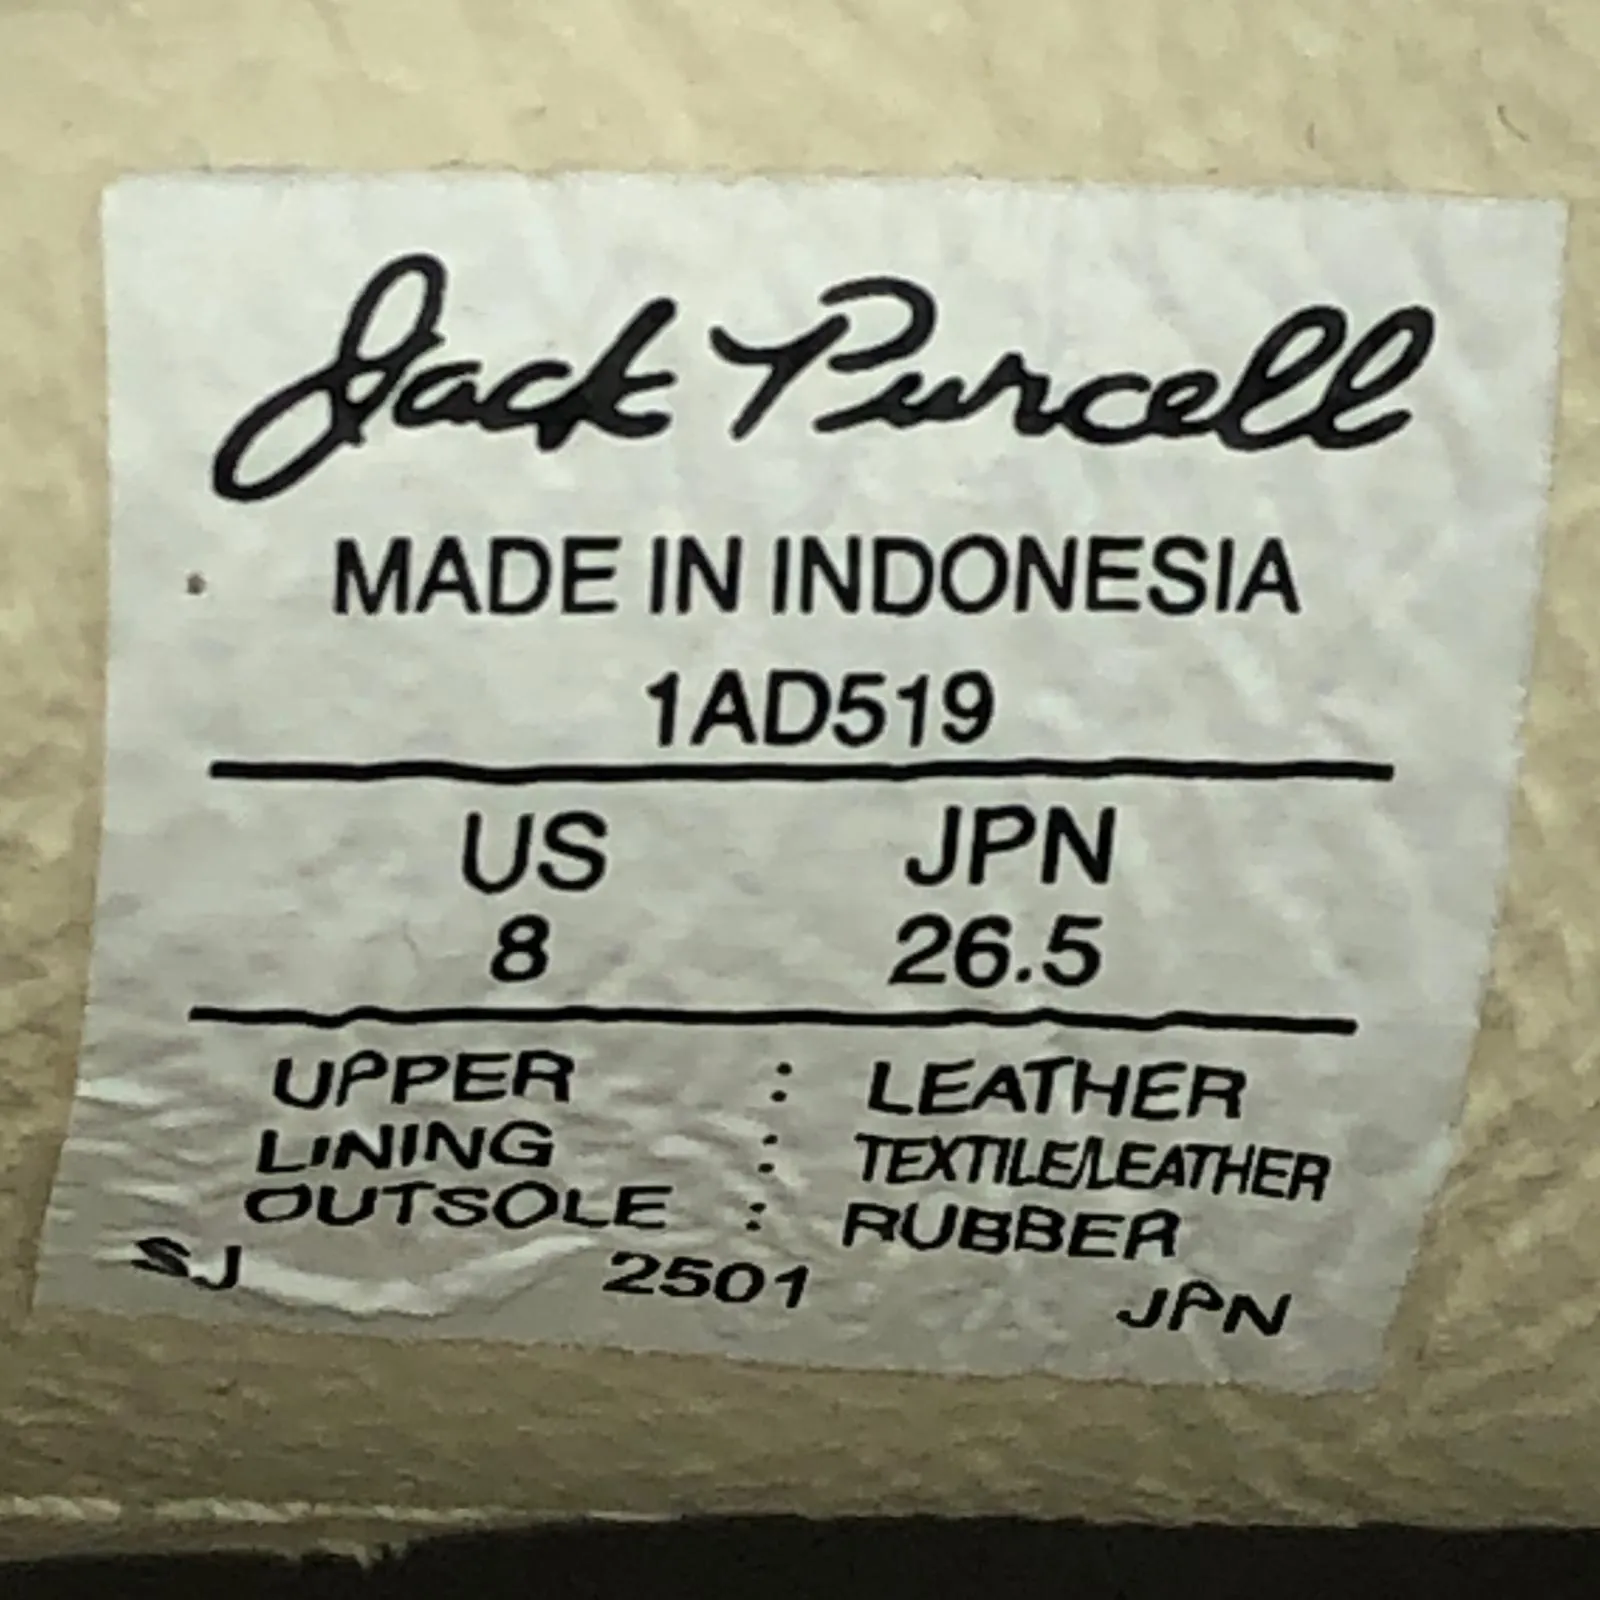 Jack Purcell
MADE IN INDONESIA
1AD519
US JPN
8 26.5
UPPER : LEATHER
LINING : TEXTILE/LEATHER
OUTSOLE : RUBBER
SJ 2501 JPN